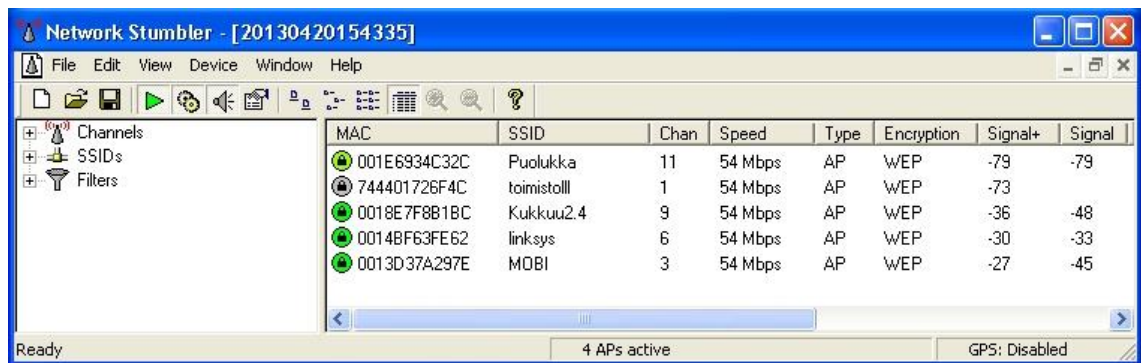 Network Stumbler - [20130420154335]
File Edit View Device Window Help
Channels
SSIDs
Filters
MAC SSID Chan Speed Type Encryption Signal+ Signal
001E6934C32C Puolukka 11 54 Mbps AP WEP -79 -79
744401726F4C toimistolll 1 54 Mbps AP WEP -73
0018E7F8B1BC Kukkuu2.4 9 54 Mbps AP WEP -36 -48
0014BF63FE62 linksys 6 54 Mbps AP WEP -30 -33
0013D37A297E MOBI 3 54 Mbps AP WEP -27 -45
Ready 4 APs active GPS: Disabled